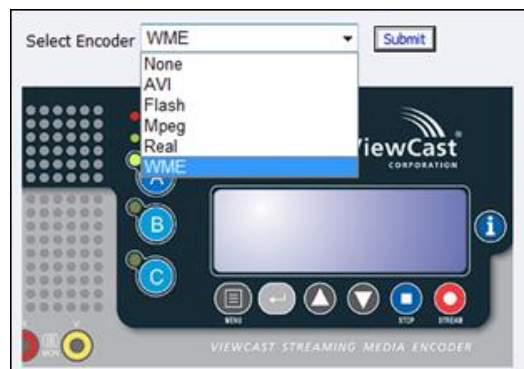 Select Encoder WME Submit
None
AVI
Flash
Mpeg
Real
WME
ViewCast
CORPORATION
A
B
C
i
MENU STOP STREAM
MON V
VIEWCAST STREAMING MEDIA ENCODER